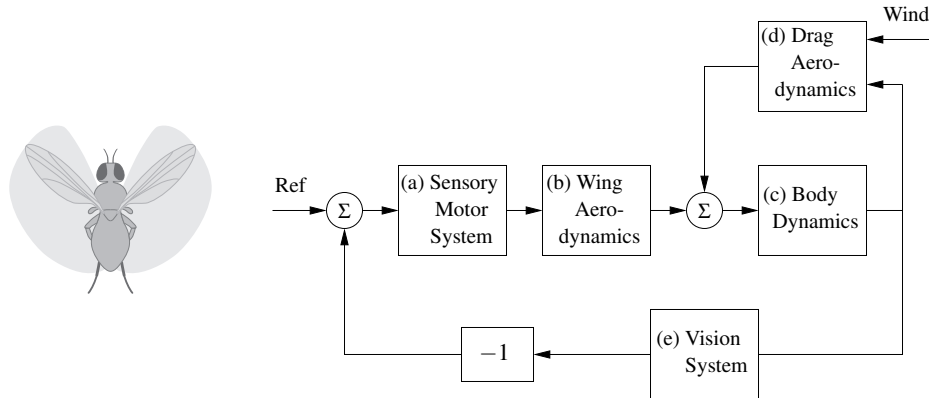 Wind
(d) Drag
Aero-
dynamics
Ref
Σ
(a) Sensory
Motor
System
(b) Wing
Aero-
dynamics
Σ
(c) Body
Dynamics
−1
(e) Vision
System